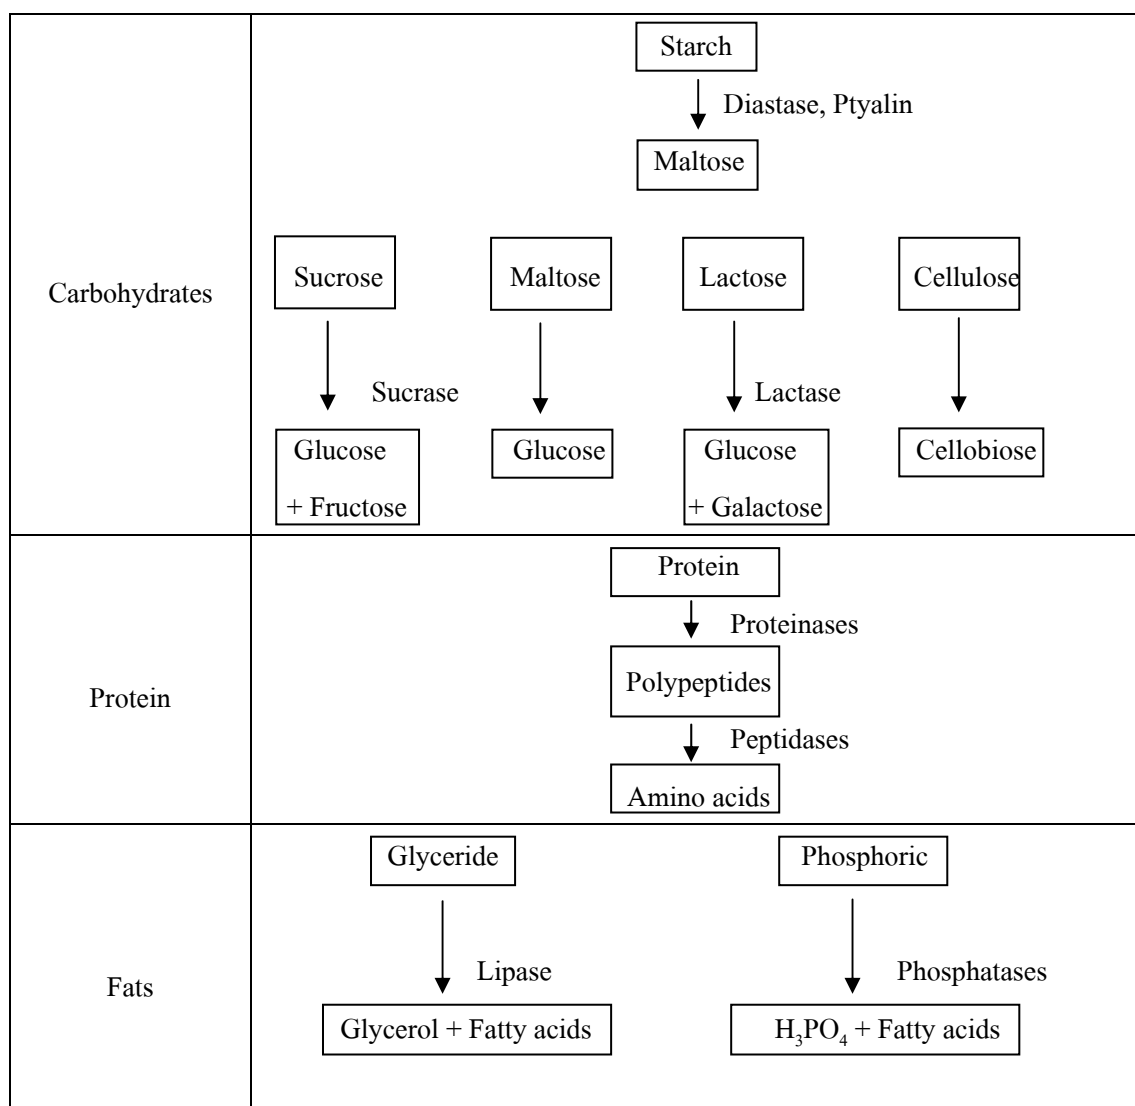 Starch
Diastase, Ptyalin
Maltose
Carbohydrates
Sucrose
Maltose
Lactose
Cellulose
Sucrase
Lactase
Glucose
+ Fructose
Glucose
Glucose
+ Galactose
Cellobiose
Protein
Protein
Proteinases
Polypeptides
Peptidases
Amino acids
Fats
Glyceride
Phosphoric
Lipase
Phosphatases
Glycerol + Fatty acids
H₃PO₄ + Fatty acids